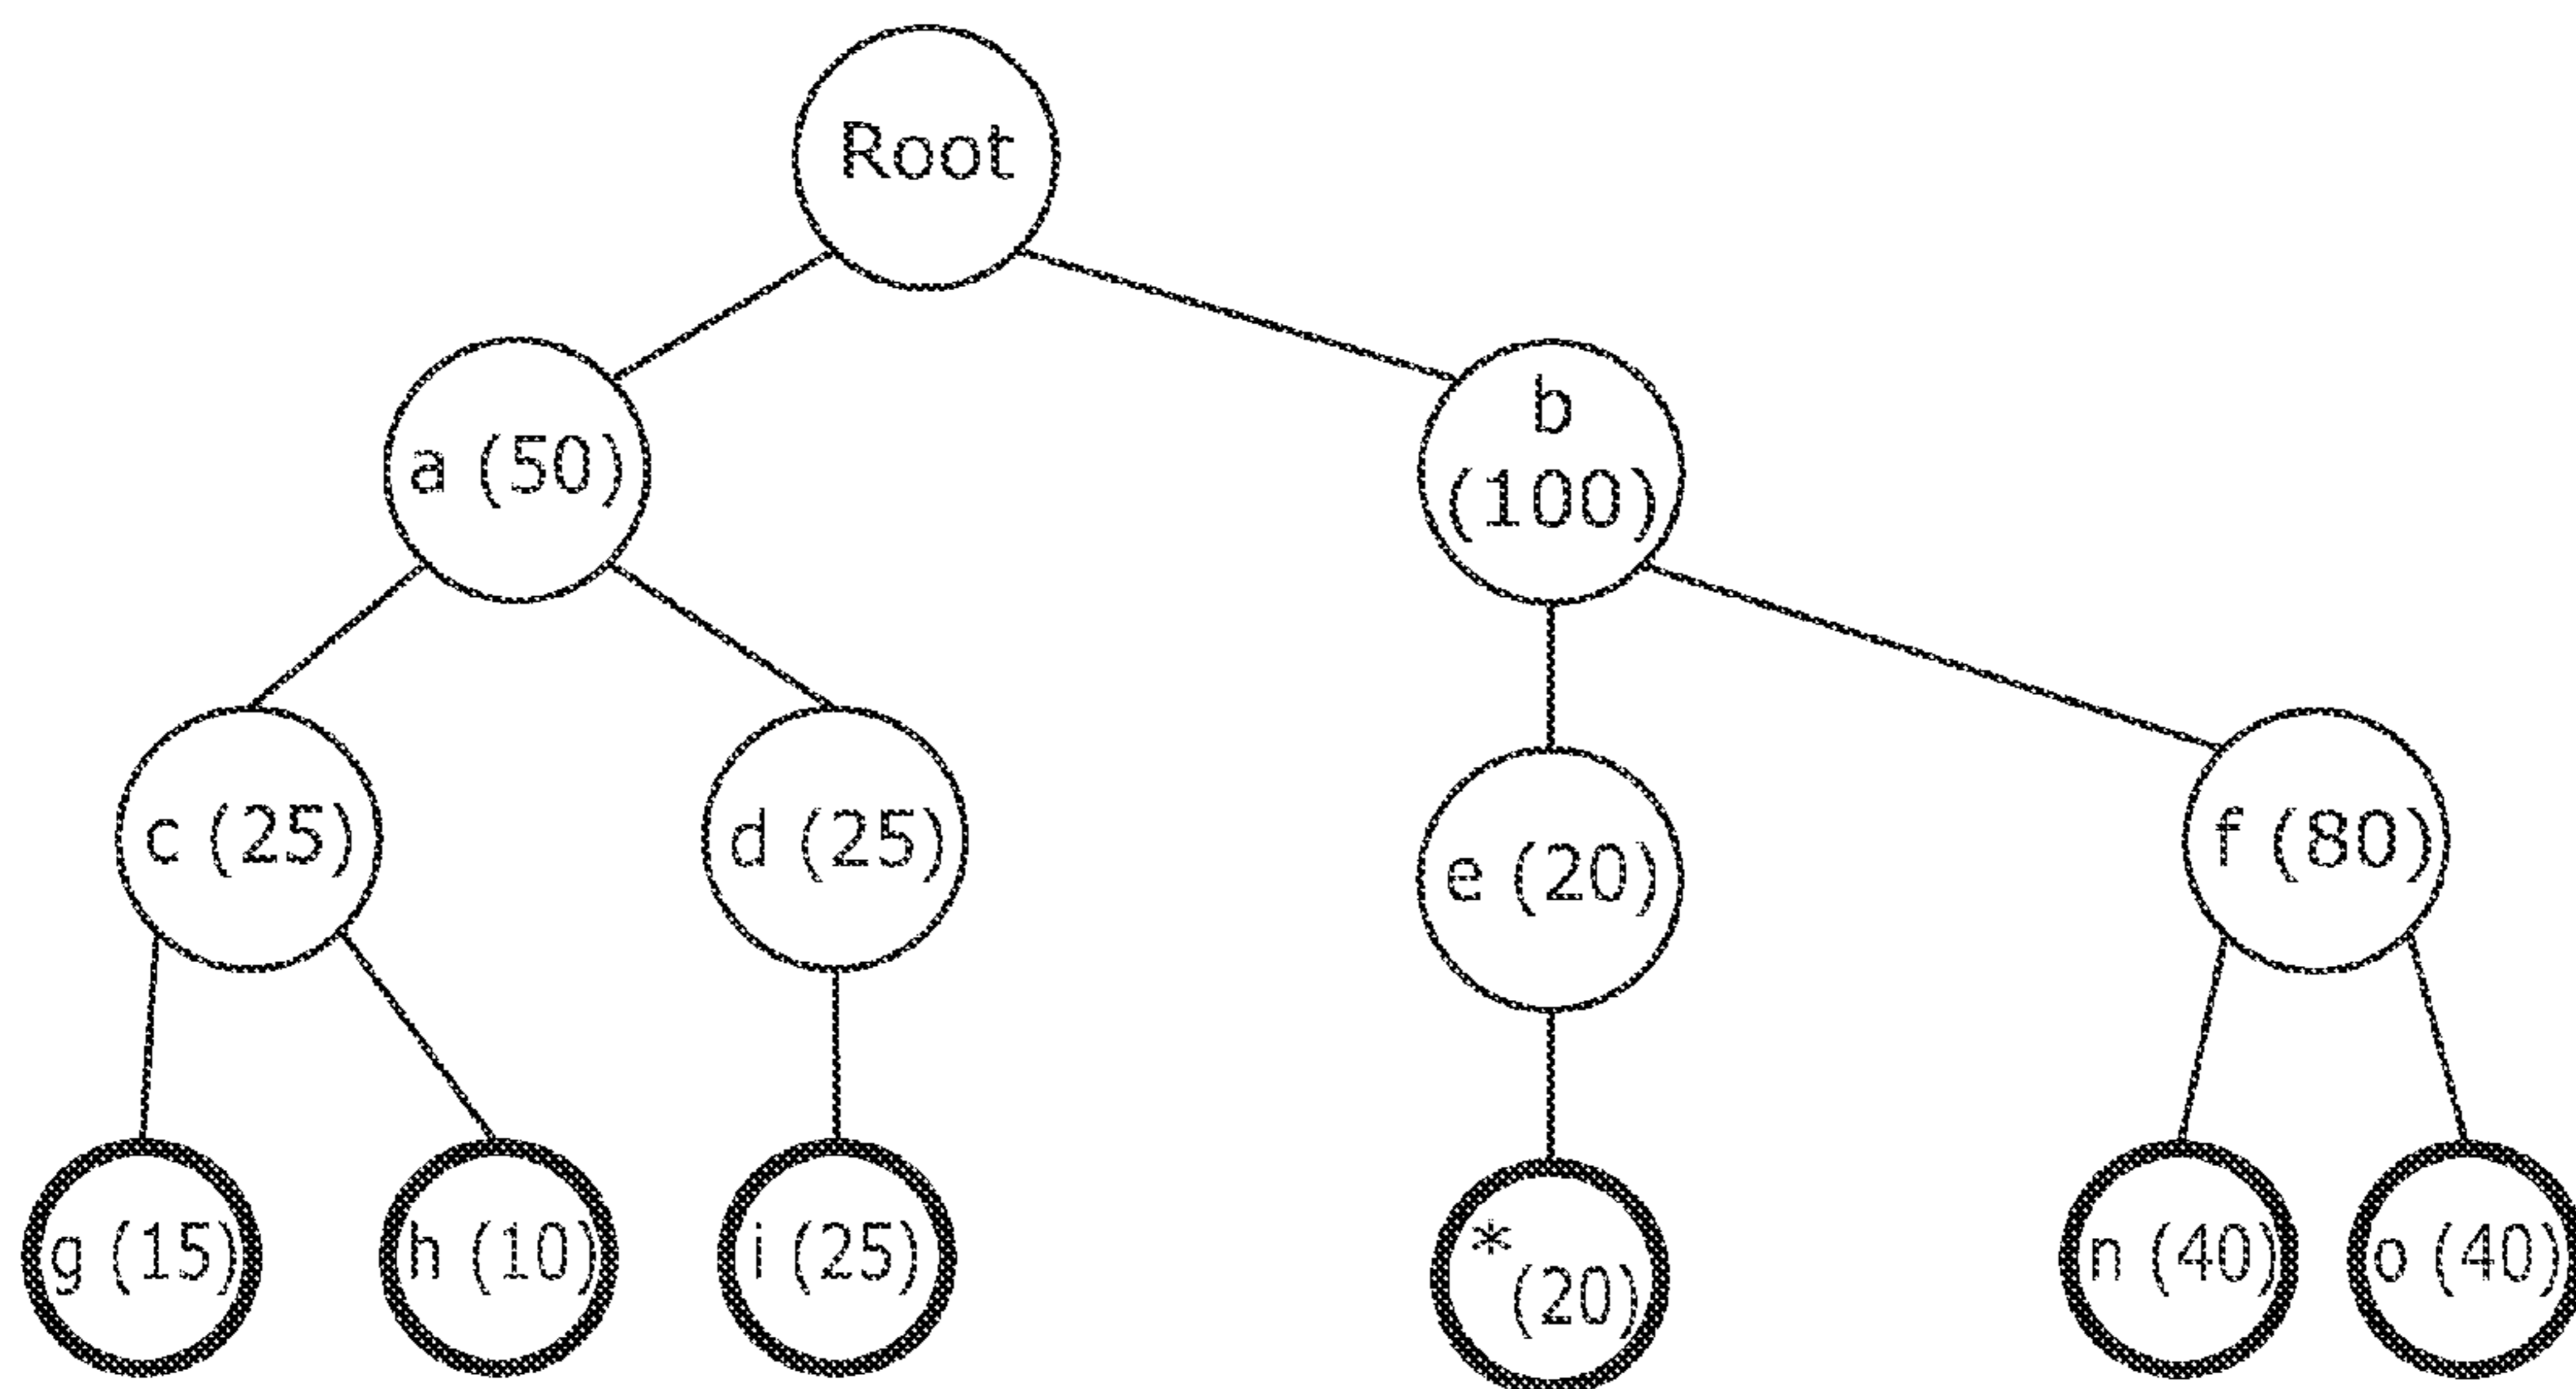 Root
a (50)
b
(100)
c (25)
d (25)
e (20)
f (80)
g (15)
h (10)
i (25)
*
(20)
n (40)
o (40)